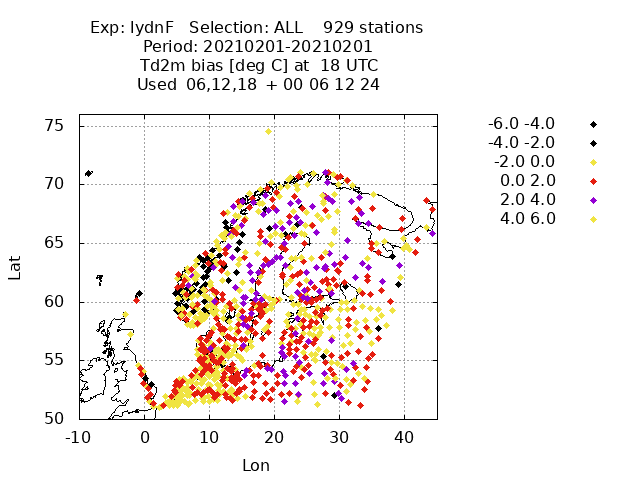 Exp: IydnF Selection: ALL 929 stations
Period: 20210201-20210201
Td2m bias [deg C] at 18 UTC
Used 06,12,18 + 00 06 12 24
75
70
65
60
55
50
-10 0 10 20 30 40
Lat
Lon
-6.0 -4.0
-4.0 -2.0
-2.0 0.0
0.0 2.0
2.0 4.0
4.0 6.0